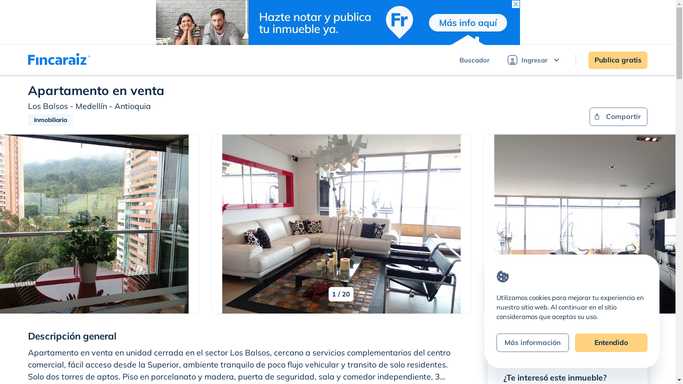 Hazte notar y publica
tu inmueble ya.
Fr
Más info aquí
Fincaraiz
Buscador
Ingresar
Publica gratis
Apartamento en venta
Los Balsos - Medellín - Antioquia
Inmobiliaria
Compartir
1 / 20
Utilizamos cookies para mejorar tu experiencia en
nuestro sitio web. Al continuar en el sitio
consideramos que aceptas su uso.
Más información
Entendido
Descripción general
Apartamento en venta en unidad cerrada en el sector Los Balsos, cercana a servicios complementarios del centro
comercial, fácil acceso desde la Superior, ambiente tranquilo de poco flujo vehicular y transito de solo residentes.
Solo dos torres de aptos. Piso en porcelanato y madera, puerta de seguridad, sala y comedor independiente, 3...
¿Te interesó este inmueble?